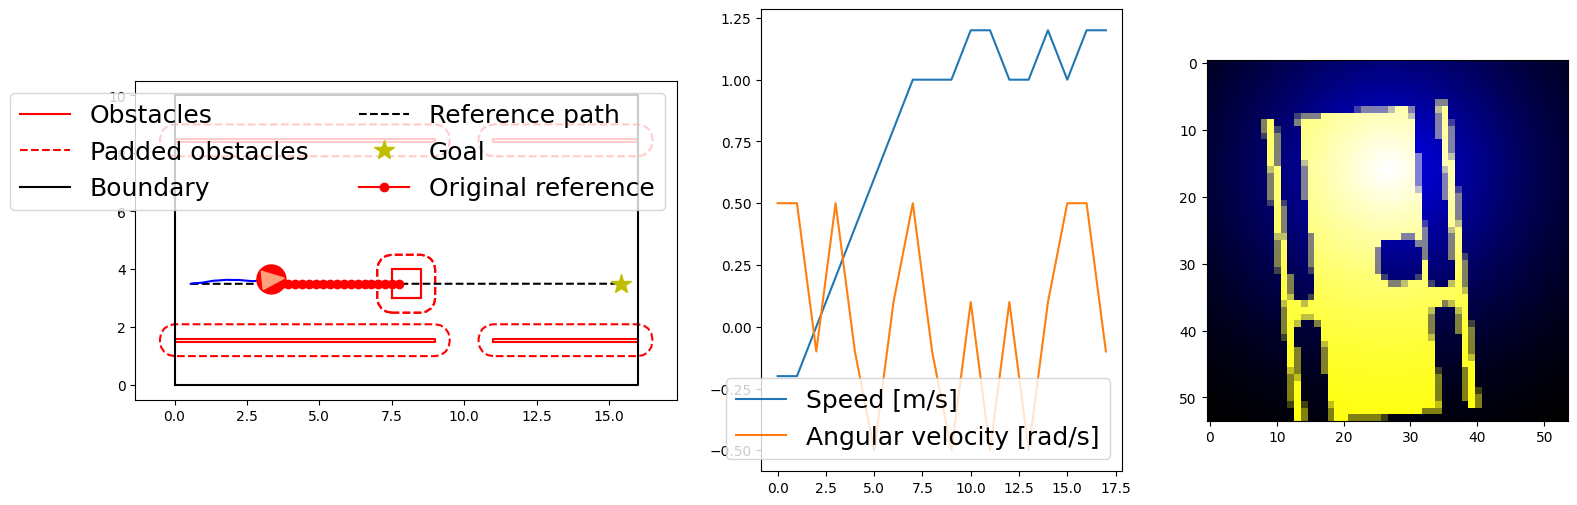 10
6
4
2
0
0.0 2.5 5.0 7.5 10.0 12.5 15.0
Obstacles
Padded obstacles
Boundary
Reference path
Goal
Original reference
1.25
1.00
0.75
0.50
0.25
0.00
−0.25
−0.50
0.0 2.5 5.0 7.5 10.0 12.5 15.0 17.5
Speed [m/s]
Angular velocity [rad/s]
0
10
20
30
40
50
0 10 20 30 40 50